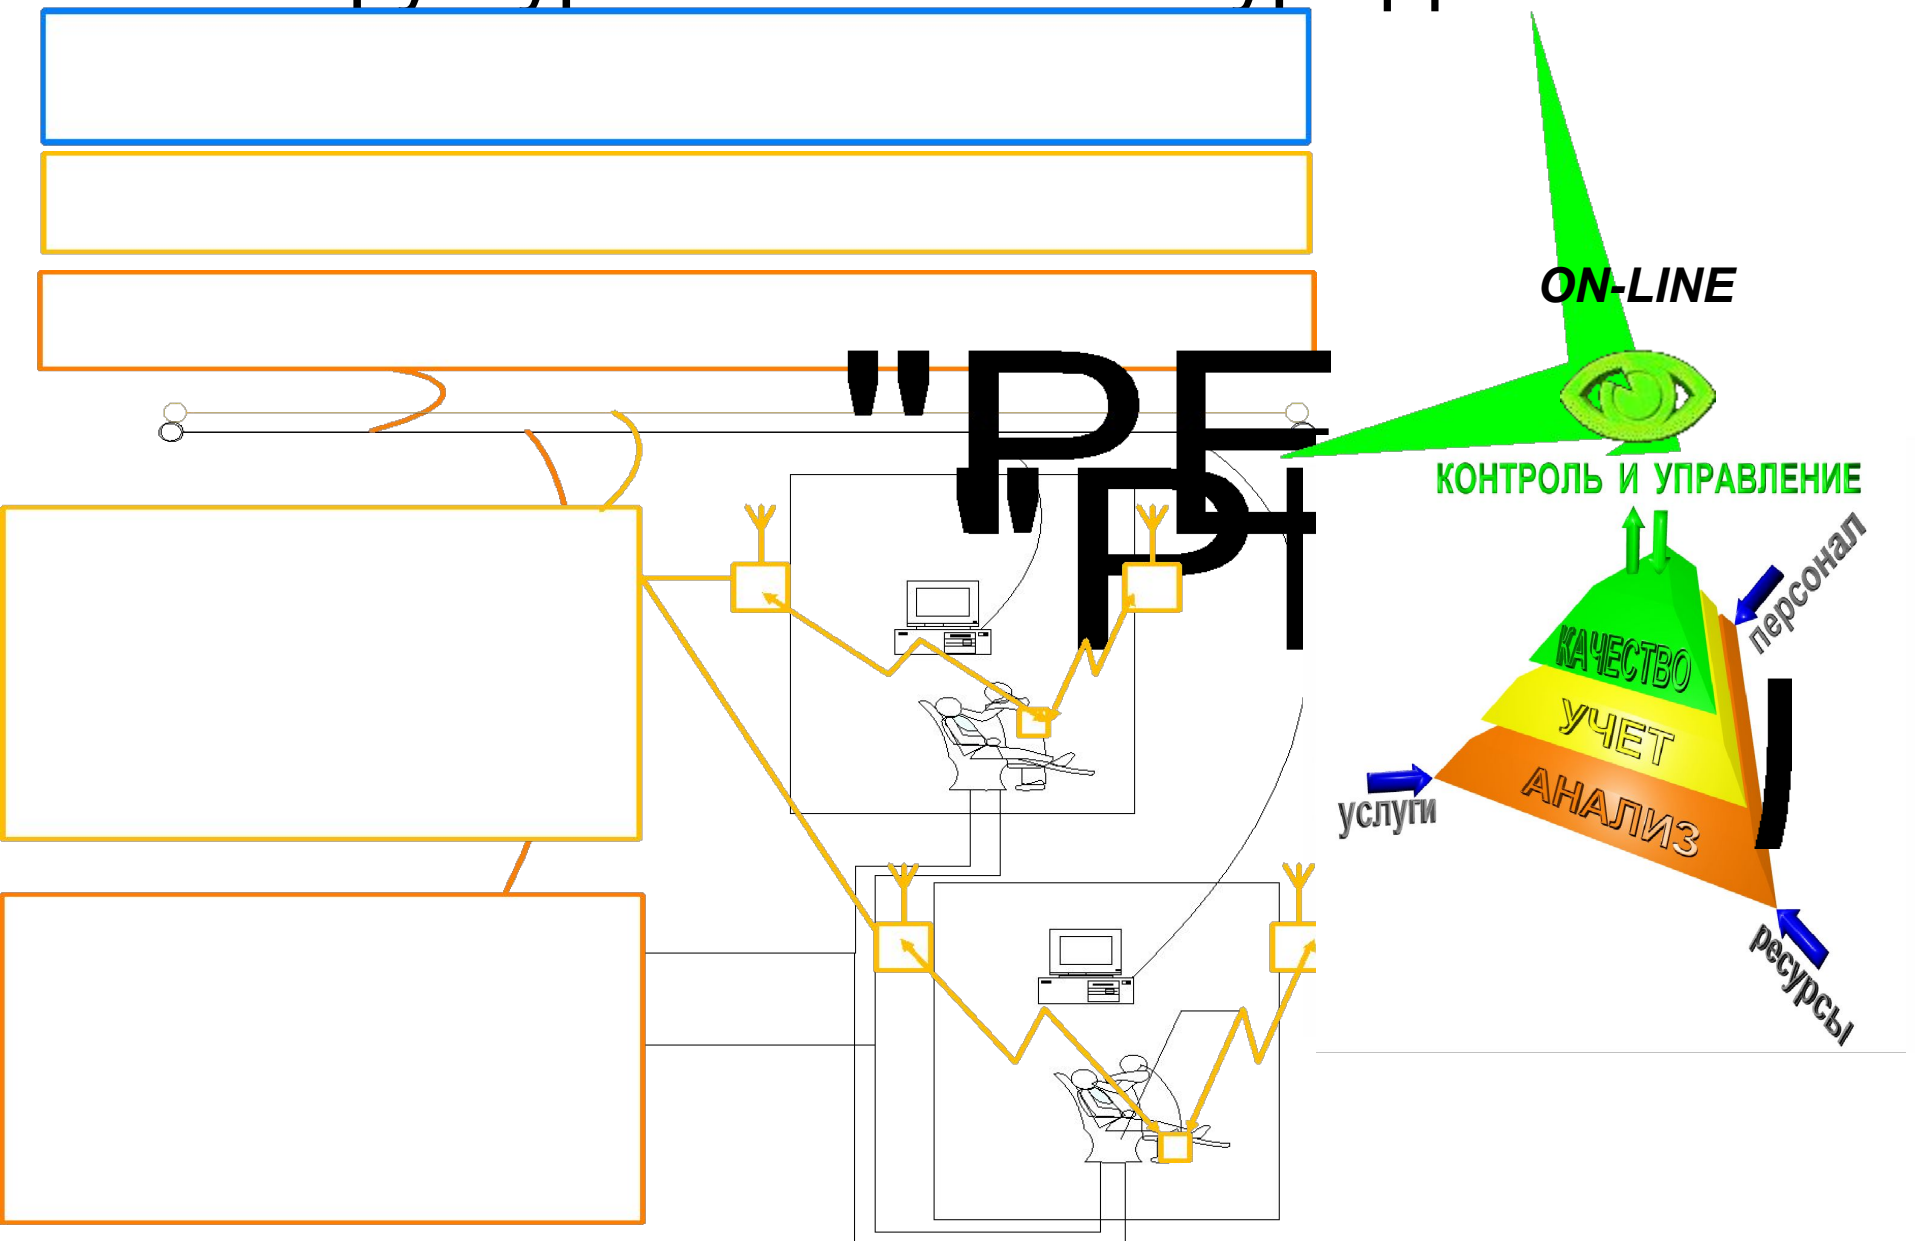 ON-LINE
КОНТРОЛЬ И УПРАВЛЕНИЕ
персонал
КАЧЕСТВО
УЧЕТ
АНАЛИЗ
услуги
ресурсы